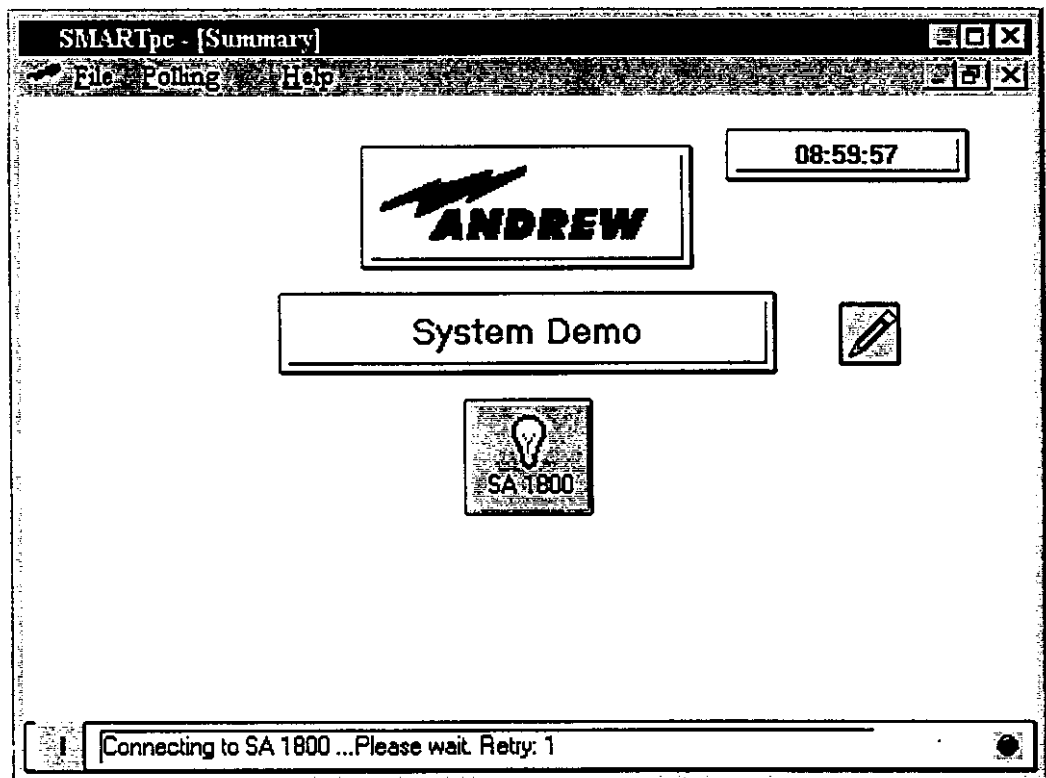 SMARTpc - [Summary]
File Polling Help
08:59:57
ANDREW
System Demo
SA 1800
Connecting to SA 1800 ...Please wait. Retry: 1